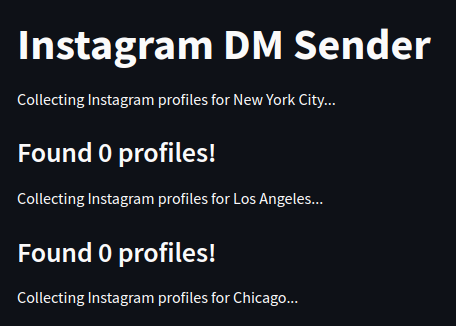 Instagram DM Sender
Collecting Instagram profiles for New York City...
Found 0 profiles!
Collecting Instagram profiles for Los Angeles...
Found 0 profiles!
Collecting Instagram profiles for Chicago...